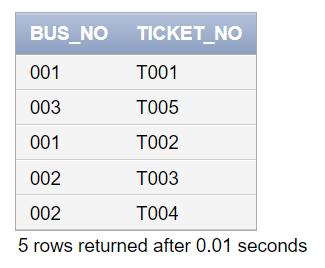 BUS_NO TICKET_NO
001 T001
003 T005
001 T002
002 T003
002 T004
5 rows returned after 0.01 seconds